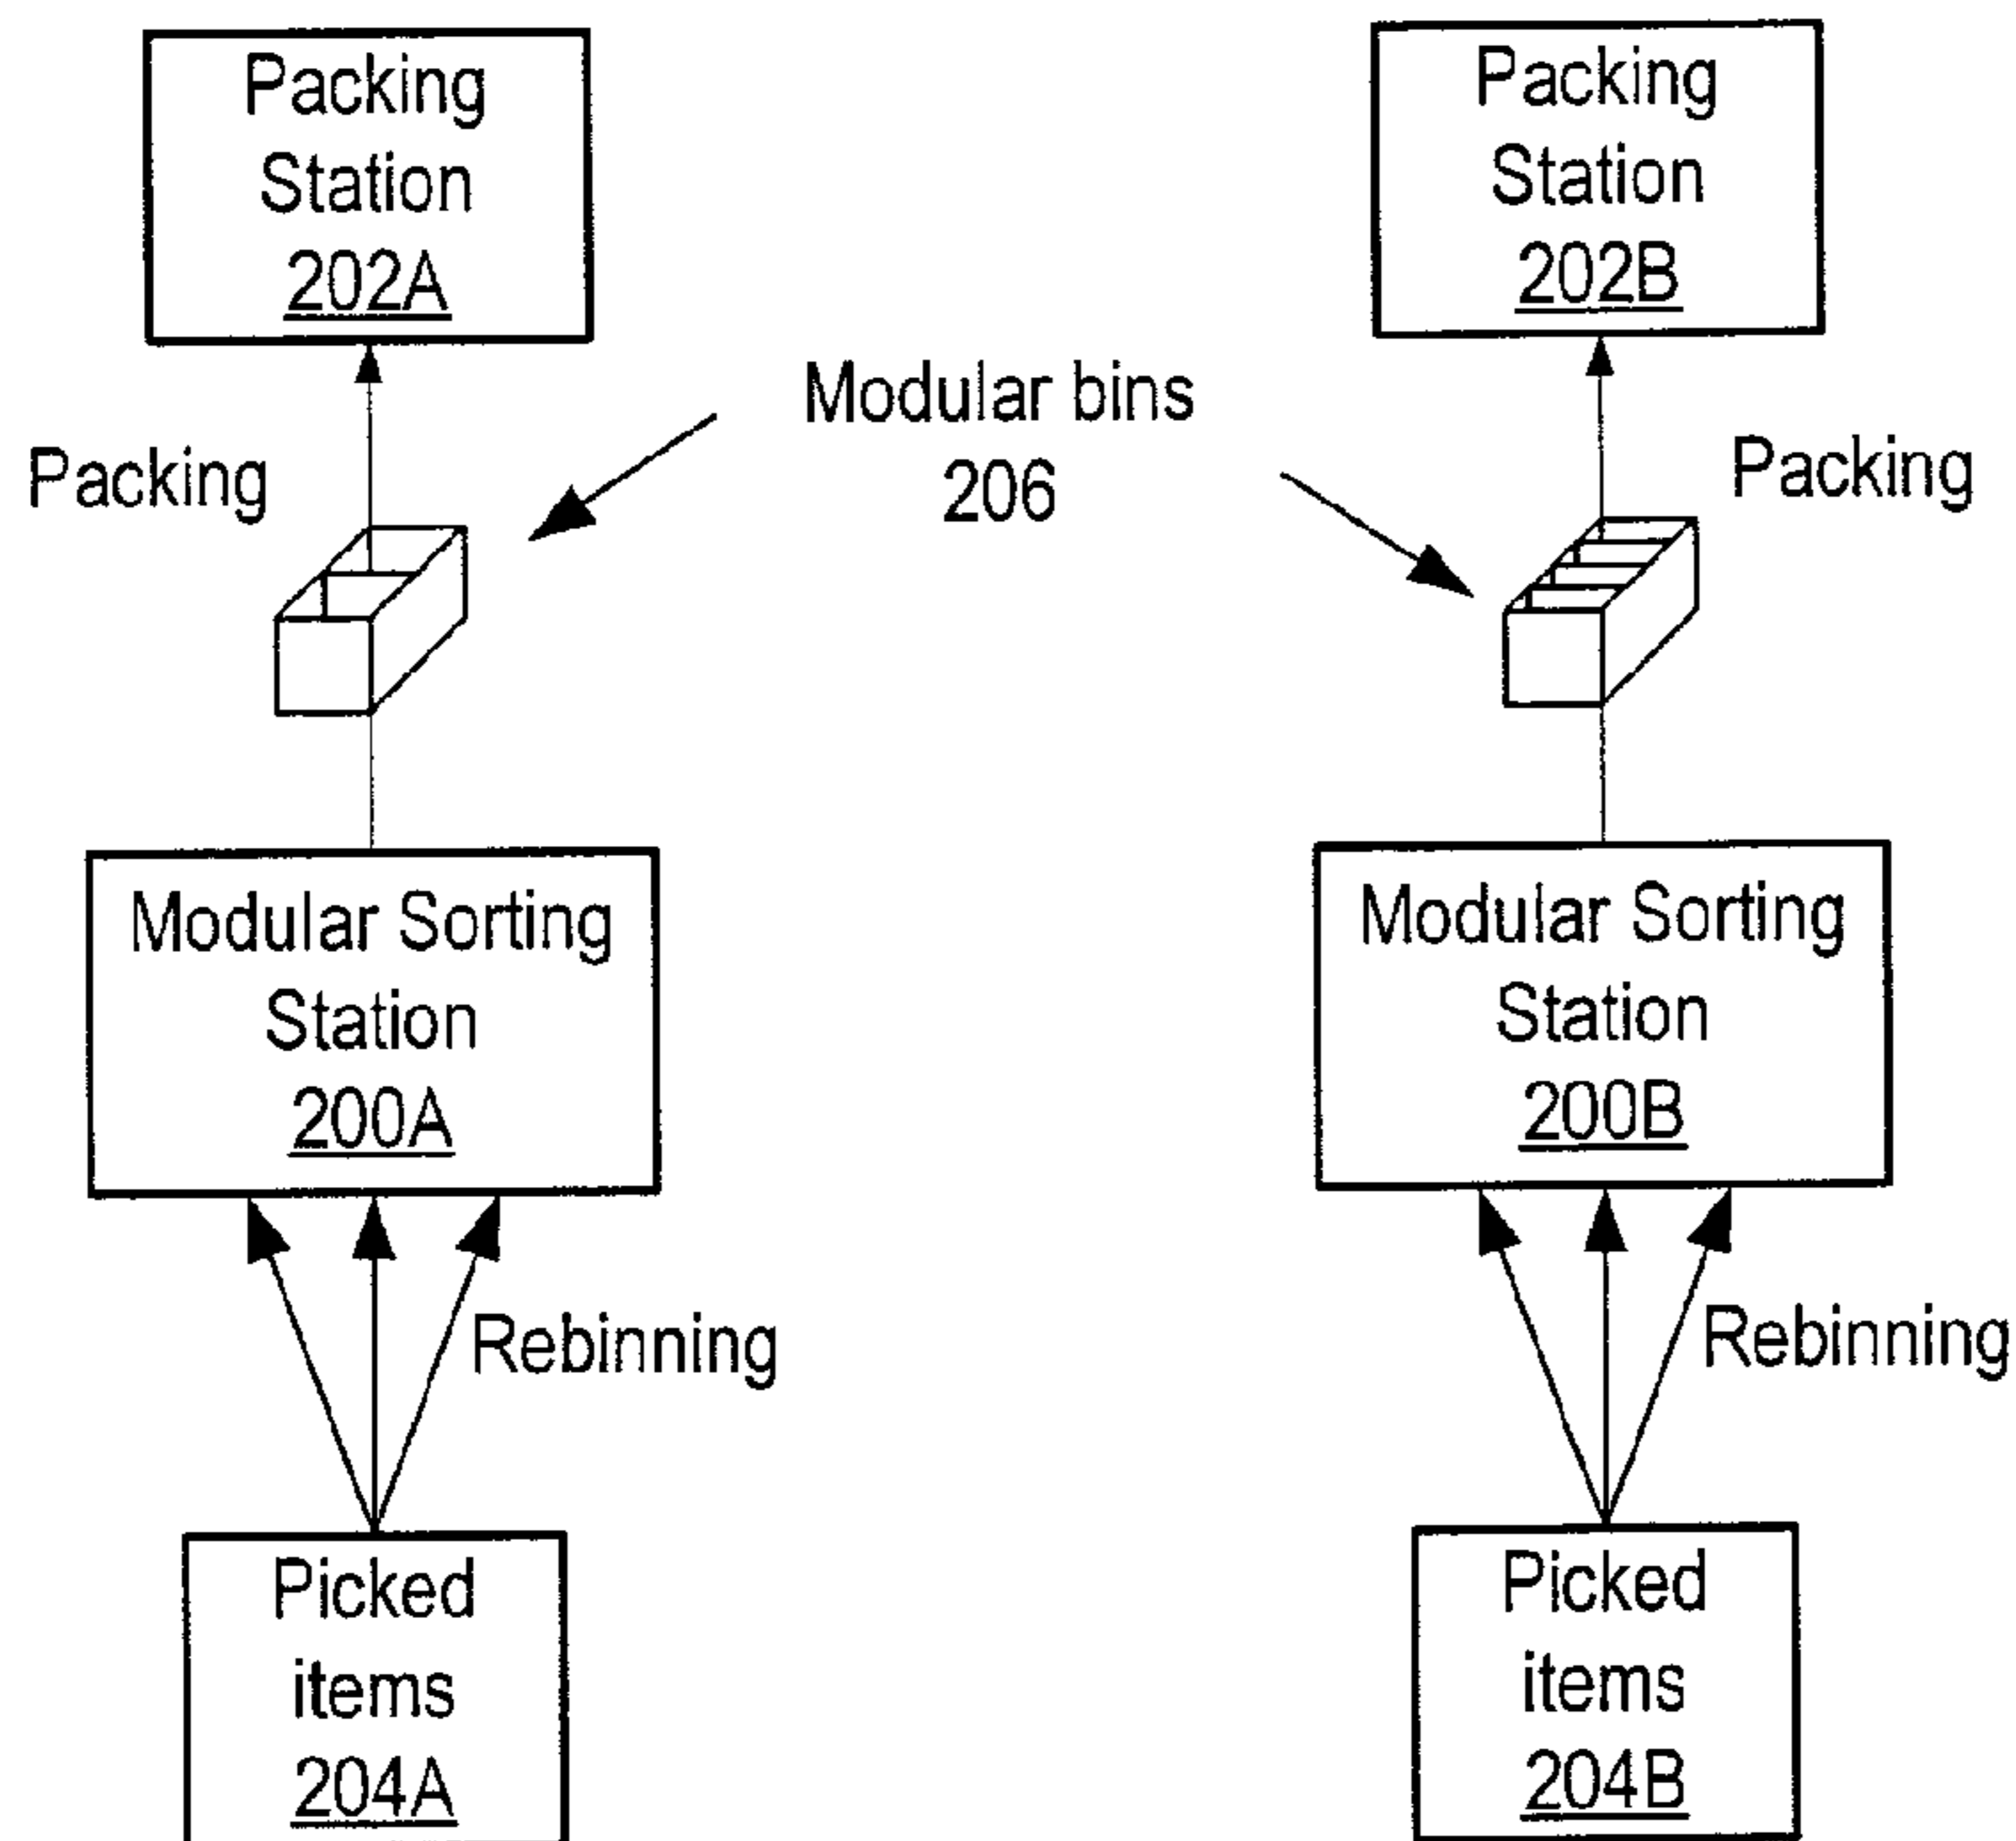 Packing
Station
202A
Packing
Station
202B
Modular bins
206
Packing
Packing
Modular Sorting
Station
200A
Modular Sorting
Station
200B
Rebinning
Rebinning
Picked
items
204A
Picked
items
204B